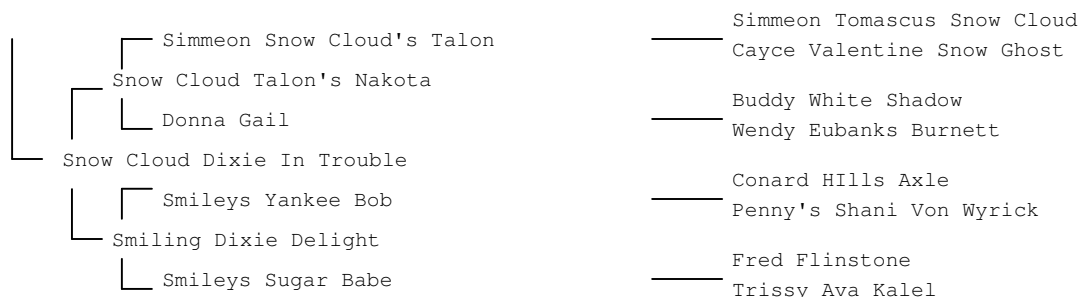 Simmeon Tomascus Snow Cloud
Simmeon Snow Cloud's Talon
Cayce Valentine Snow Ghost
Snow Cloud Talon's Nakota
Buddy White Shadow
Donna Gail
Wendy Eubanks Burnett
Snow Cloud Dixie In Trouble
Conard HIlls Axle
Smileys Yankee Bob
Penny's Shani Von Wyrick
Smiling Dixie Delight
Fred Flinstone
Smileys Sugar Babe
Trissy Ava Kalel